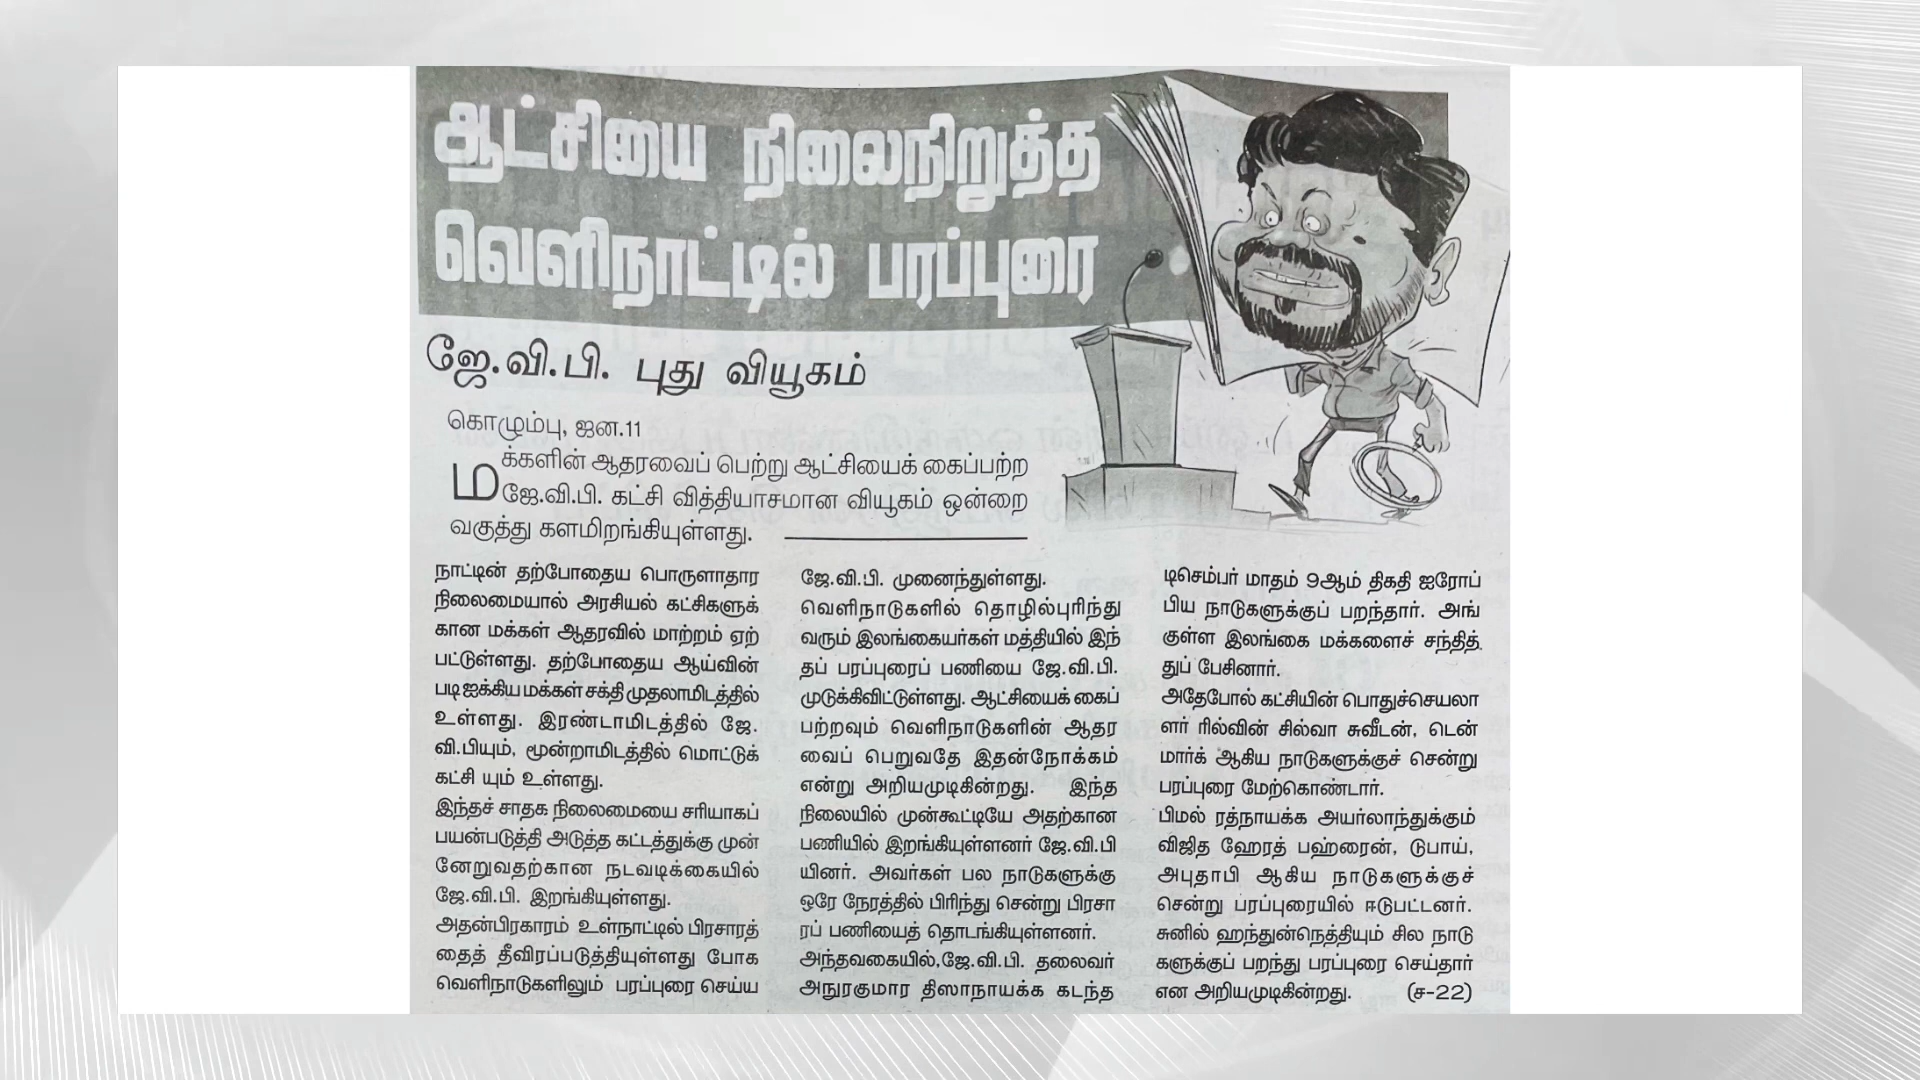 ஆட்சியை நிலைநிறுத்த
வெளிநாட்டில் பரப்புரை
ஜே.வி.பி. புது வியூகம்
கொழும்பு, ஜன.11
மக்களின் ஆதரவைப் பெற்று ஆட்சியைக் கைப்பற்ற
ஜே.வி.பி. கட்சி வித்தியாசமான வியூகம் ஒன்றை
வகுத்து களமிறங்கியுள்ளது.
நாட்டின் தற்போதைய பொருளாதார
நிலைமையால் அரசியல் கட்சிகளுக்
கான மக்கள் ஆதரவில் மாற்றம் ஏற்
பட்டுள்ளது. தற்போதைய ஆய்வின்
படி ஐக்கிய மக்கள் சக்தி முதலாமிடத்தில்
உள்ளது. இரண்டாமிடத்தில் ஜே.
வி.பியும், மூன்றாமிடத்தில் மொட்டுக்
கட்சி யும் உள்ளது.
இந்தச் சாதக நிலைமையை சரியாகப்
பயன்படுத்தி அடுத்த கட்டத்துக்கு முன்
னேறுவதற்கான நடவடிக்கையில்
ஜே.வி.பி. இறங்கியுள்ளது.
அதன்பிரகாரம் உள்நாட்டில் பிரசாரத்
தைத் தீவிரப்படுத்தியுள்ளது போக
வெளிநாடுகளிலும் பரப்புரை செய்ய
ஜே.வி.பி. முனைந்துள்ளது.
வெளிநாடுகளில் தொழில்புரிந்து
வரும் இலங்கையர்கள் மத்தியில் இந்
தப் பரப்புரைப் பணியை ஜே.வி.பி.
முடுக்கிவிட்டுள்ளது. ஆட்சியைக் கைப்
பற்றவும் வெளிநாடுகளின் ஆதர
வைப் பெறுவதே இதன்நோக்கம்
என்று அறியமுடிகின்றது. இந்த
நிலையில் முன்கூட்டியே அதற்கான
பணியில் இறங்கியுள்ளனர் ஜே.வி.பி
யினர். அவர்கள் பல நாடுகளுக்கு
ஒரே நேரத்தில் பிரிந்து சென்று பிரசா
ரப் பணியைத் தொடங்கியுள்ளனர்.
அந்தவகையில்,ஜே.வி.பி. தலைவர்
அநுரகுமார திஸாநாயக்க கடந்த
டிசெம்பர் மாதம் 9ஆம் திகதி ஐரோப்
பிய நாடுகளுக்குப் பறந்தார். அங்
குள்ள இலங்கை மக்களைச் சந்தித்
துப் பேசினார்.
அதேபோல் கட்சியின் பொதுச்செயலா
ளர் ரில்வின் சில்வா சுவீடன், டென்
மார்க் ஆகிய நாடுகளுக்குச் சென்று
பரப்புரை மேற்கொண்டார்.
பிமல் ரத்நாயக்க அயர்லாந்துக்கும்
விஜித ஹேரத் பஹ்ரைன், டுபாய்,
அபுதாபி ஆகிய நாடுகளுக்குச்
சென்று பரப்புரையில் ஈடுபட்டனர்.
சுனில் ஹந்துன்நெத்தியும் சில நாடு
களுக்குப் பறந்து பரப்புரை செய்தார்
என அறியமுடிகின்றது. (ச-22)